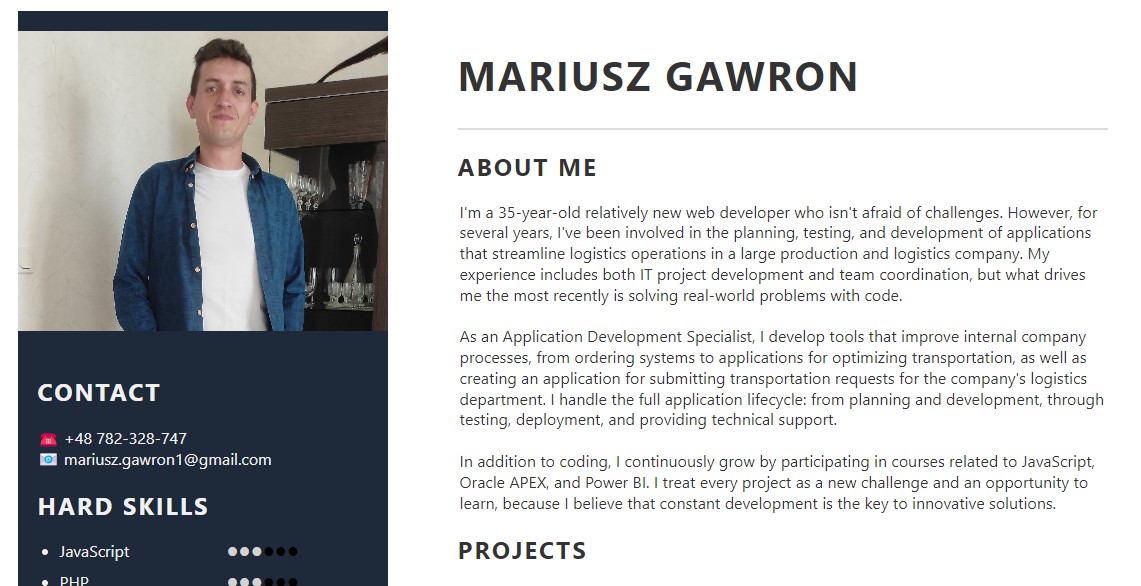 MARIUSZ GAWRON
ABOUT ME
I'm a 35-year-old relatively new web developer who isn't afraid of challenges. However, for
several years, I've been involved in the planning, testing, and development of applications
that streamline logistics operations in a large production and logistics company. My
experience includes both IT project development and team coordination, but what drives
me the most recently is solving real-world problems with code.
As an Application Development Specialist, I develop tools that improve internal company
processes, from ordering systems to applications for optimizing transportation, as well as
creating an application for submitting transportation requests for the company's logistics
department. I handle the full application lifecycle: from planning and development, through
testing, deployment, and providing technical support.
In addition to coding, I continuously grow by participating in courses related to JavaScript,
Oracle APEX, and Power BI. I treat every project as a new challenge and an opportunity to
learn, because I believe that constant development is the key to innovative solutions.
PROJECTS
CONTACT
+48 782-328-747
mariusz.gawron1@gmail.com
HARD SKILLS
JavaScript
PHP